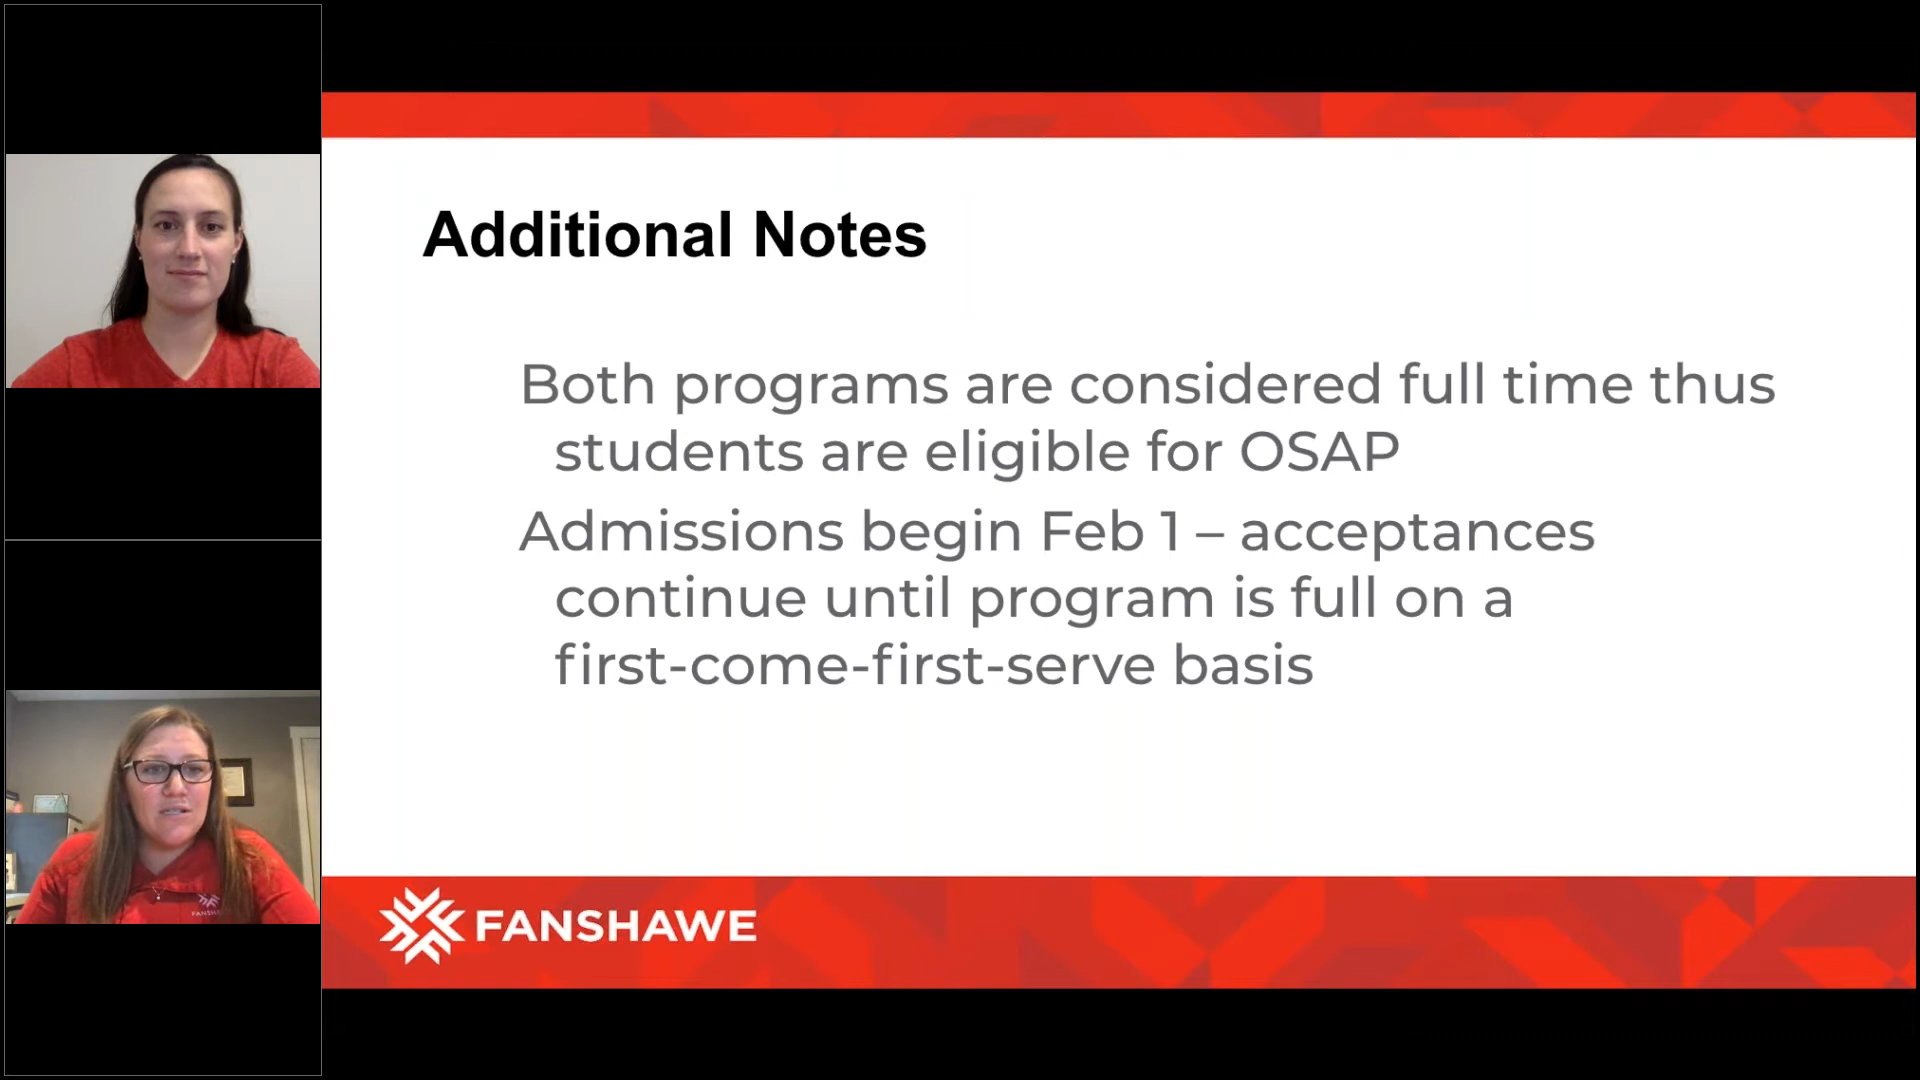 Additional Notes
Both programs are considered full time thus
students are eligible for OSAP
Admissions begin Feb 1 – acceptances
continue until program is full on a
first-come-first-serve basis
FANSHAWE